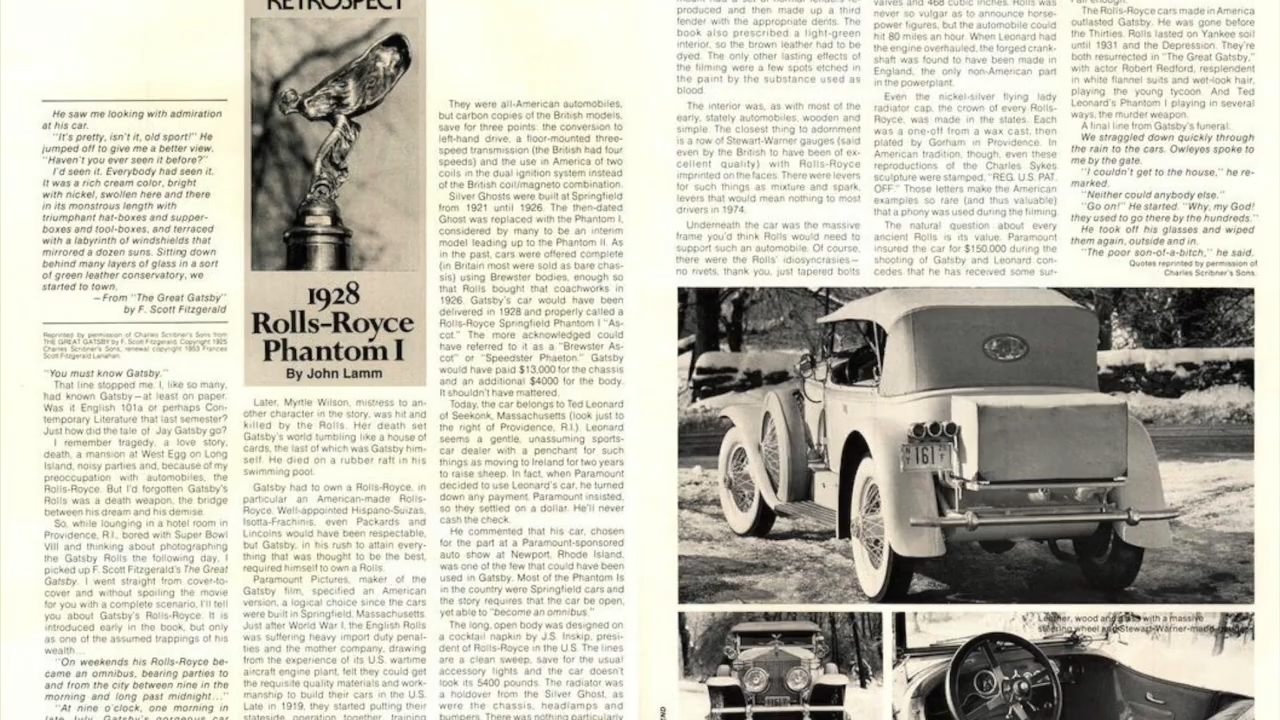 RETROSPECT
1928
Rolls-Royce
Phantom I
By John Lamm
He saw me looking with admiration
at his car.
"It's pretty, isn't it, old sport!" He
jumped off to give me a better view.
"Haven't you ever seen it before?"
I'd seen it. Everybody had seen it.
It was a rich cream color, bright
with nickel, swollen here and there
in its monstrous length with
triumphant hat-boxes and supper-
boxes and tool-boxes, and terraced
with a labyrinth of windshields that
mirrored a dozen suns. Sitting down
behind many layers of glass in a sort
of green leather conservatory, we
started to town.
—From "The Great Gatsby"
by F. Scott Fitzgerald
Reprinted by permission of Charles Scribner's Sons from
THE GREAT GATSBY by F. Scott Fitzgerald. Copyright 1925
Charles Scribner's Sons, renewal copyright 1953 Frances
Scott Fitzgerald Lanahan.
"You must know Gatsby."
That line stopped me. I, like so many,
had known Gatsby—at least on paper.
Was it English 101a or perhaps Con-
temporary Literature that last semester?
Just how did the tale of Jay Gatsby go?
I remember tragedy, a love story,
death, a mansion at West Egg on Long
Island, noisy parties and, because of my
preoccupation with automobiles, the
Rolls-Royce. But I'd forgotten Gatsby's
Rolls was a death weapon, the bridge
between his dream and his demise.
So, while lounging in a hotel room in
Providence, R.I., bored with Super Bowl
VIII and thinking about photographing
the Gatsby Rolls the following day, I
picked up F. Scott Fitzgerald's The Great
Gatsby. I went straight from cover-to-
cover and without spoiling the movie
for you with a complete scenario, I'll tell
you about Gatsby's Rolls-Royce. It is
introduced early in the book, but only
as one of the assumed trappings of his
wealth...
"On weekends his Rolls-Royce be-
came an omnibus, bearing parties to
and from the city between nine in the
morning and long past midnight..."
"At nine o'clock, one morning in
late July, Gatsby's gorgeous car
Later, Myrtle Wilson, mistress to an-
other character in the story, was hit and
killed by the Rolls. Her death set
Gatsby's world tumbling like a house of
cards, the last of which was Gatsby him-
self. He died on a rubber raft in his
swimming pool.
Gatsby had to own a Rolls-Royce, in
particular an American-made Rolls-
Royce. Well-appointed Hispano-Suizas,
Isotta-Frachinis, even Packards and
Lincolns would have been respectable,
but Gatsby, in his rush to attain every-
thing that was thought to be the best,
required himself to own a Rolls.
Paramount Pictures, maker of the
Gatsby film, specified an American
version, a logical choice since the cars
were built in Springfield, Massachusetts.
Just after World War I, the English Rolls
was suffering heavy import duty penal-
ties and the mother company, drawing
from the experience of its U.S. wartime
aircraft engine plant, felt they could get
the requisite quality materials and work-
manship to build their cars in the U.S.
Late in 1919, they started putting their
stateside operation together, training
They were all-American automobiles,
but carbon copies of the British models,
save for three points: the conversion to
left-hand drive, a floor-mounted three-
speed transmission (the British had four
speeds) and the use in America of two
coils in the dual ignition system instead
of the British coil/magneto combination.
Silver Ghosts were built at Springfield
from 1921 until 1926. The then-dated
Ghost was replaced with the Phantom I,
considered by many to be an interim
model leading up to the Phantom II. As
in the past, cars were offered complete
(in Britain most were sold as bare chas-
sis) using Brewster bodies, enough so
that Rolls bought that coachworks in
1926. Gatsby's car would have been
delivered in 1928 and properly called a
Rolls-Royce Springfield Phantom I "As-
cot." The more acknowledged could
have referred to it as a "Brewster As-
cot" or "Speedster Phaeton." Gatsby
would have paid $13,000 for the chassis
and an additional $4000 for the body.
It shouldn't have mattered.
Today, the car belongs to Ted Leonard
of Seekonk, Massachusetts (look just to
the right of Providence, R.I.). Leonard
seems a gentle, unassuming sports-
car dealer with a penchant for such
things as moving to Ireland for two years
to raise sheep. In fact, when Paramount
decided to use Leonard's car, he turned
down any payment. Paramount insisted,
so they settled on a dollar. He'll never
cash the check.
He commented that his car, chosen
for the part at a Paramount-sponsored
auto show at Newport, Rhode Island,
was one of the few that could have been
used in Gatsby. Most of the Phantom Is
in the country were Springfield cars and
the story requires that the car be open,
yet able to "become an omnibus."
The long, open body was designed on
a cocktail napkin by J.S. Inskip, presi-
dent of Rolls-Royce in the U.S. The lines
are a clean sweep, save for the usual
accessory lights and the car doesn't
look its 5400 pounds. The radiator was
a holdover from the Silver Ghost, as
were the chassis, headlamps and
bumpers. There was nothing particularly
produced and then made up a third
fender with the appropriate dents. The
book also prescribed a light-green
interior, so the brown leather had to be
dyed. The only other lasting effects of
the filming were a few spots etched in
the paint by the substance used as
blood.
The interior was, as with most of the
early, stately automobiles, wooden and
simple. The closest thing to adornment
is a row of Stewart-Warner gauges (said
even by the British to have been of ex-
cellent quality) with Rolls-Royce
imprinted on the faces. There were levers
for such things as mixture and spark,
levers that would mean nothing to most
drivers in 1974.
Underneath the car was the massive
frame you'd think Rolls would need to
support such an automobile. Of course,
there were the Rolls' idiosyncrasies—
no rivets, thank you, just tapered bolts
valves and 468 cubic inches. Rolls was
never so vulgar as to announce horse-
power figures, but the automobile could
hit 80 miles an hour. When Leonard had
the engine overhauled, the forged crank-
shaft was found to have been made in
England, the only non-American part
in the powerplant.
Even the nickel-silver flying lady
radiator cap, the crown of every Rolls-
Royce, was made in the states. Each
was a one-off from a wax cast, then
plated by Gorham in Providence. In
American tradition, though, even these
reproductions of the Charles Sykes
sculpture were stamped, "REG. U.S. PAT.
OFF." Those letters make the American
examples so rare (and thus valuable)
that a phony was used during the filming.
The natural question about every
ancient Rolls is its value. Paramount
insured the car for $150,000 during the
shooting of Gatsby and Leonard con-
cedes that he has received some sur-
The Rolls-Royce cars made in America
outlasted Gatsby. He was gone before
the Thirties. Rolls lasted on Yankee soil
until 1931 and the Depression. They're
both resurrected in "The Great Gatsby,"
with actor Robert Redford, resplendent
in white flannel suits and wet-look hair,
playing the young tycoon. And Ted
Leonard's Phantom I playing in several
ways, the murder weapon.
A final line from Gatsby's funeral:
We straggled down quickly through
the rain to the cars. Owleyes spoke to
me by the gate.
"I couldn't get to the house," he re-
marked.
"Neither could anybody else."
"Go on!" He started. "Why, my God!
they used to go there by the hundreds."
He took off his glasses and wiped
them again, outside and in.
"The poor son-of-a-bitch," he said.
Quotes reprinted by permission of
Charles Scribner's Sons.
161
Leather, wood and glass with a massive
steering wheel and Stewart-Warner-made gauges.